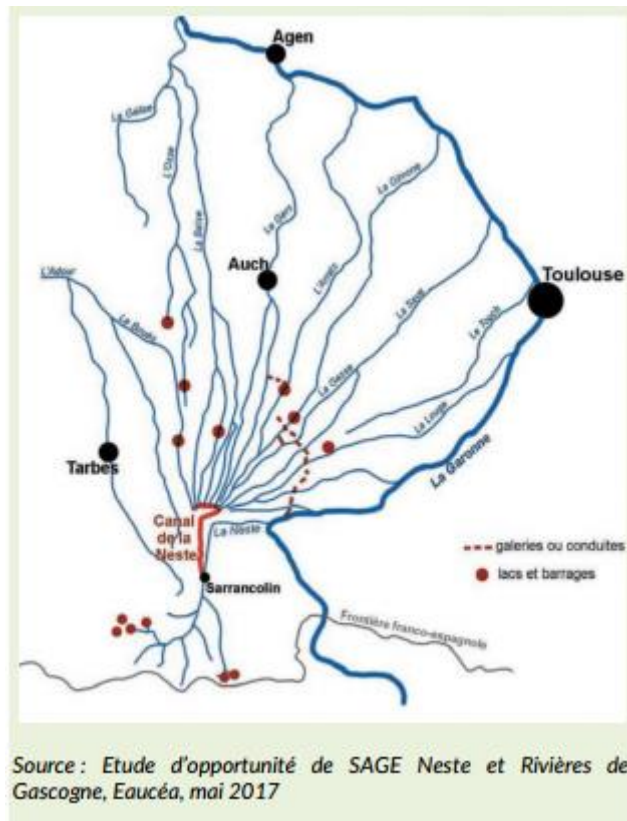 Agen
La Gélise
L'Osse
La Baïse
Le Gers
L'Arrats
La Gimone
Auch
Toulouse
L'Adour
Le Bouès
La Save
Le Touch
La Gesse
La Louge
Tarbes
La Garonne
Canal
de la
Neste
La Neste
galeries ou conduites
lacs et barrages
Sarrancolin
Frontière franco-espagnole
Source : Etude d'opportunité de SAGE Neste et Rivières de
Gascogne, Eaucéa, mai 2017